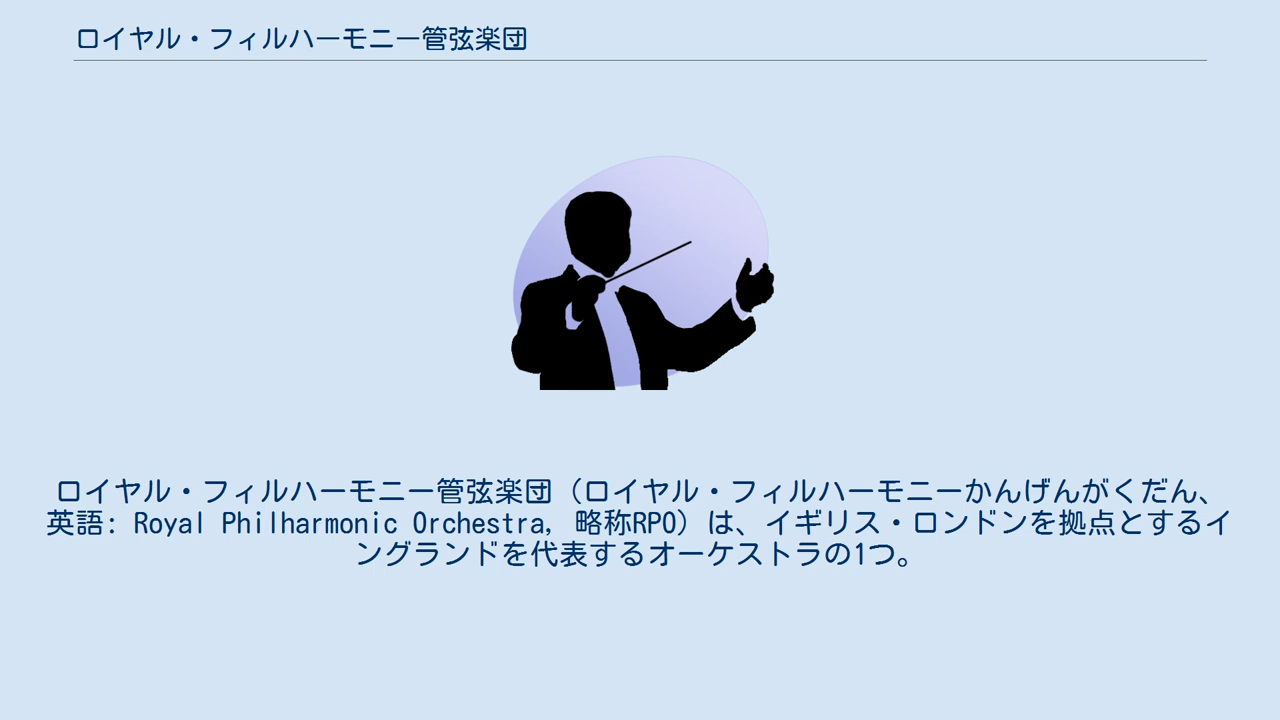 ロイヤル・フィルハーモニー管弦楽団
ロイヤル・フィルハーモニー管弦楽団（ロイヤル・フィルハーモニーかんげんがくだん、
英語: Royal Philharmonic Orchestra, 略称RPO）は、イギリス・ロンドンを拠点とするイ
ングランドを代表するオーケストラの1つ。